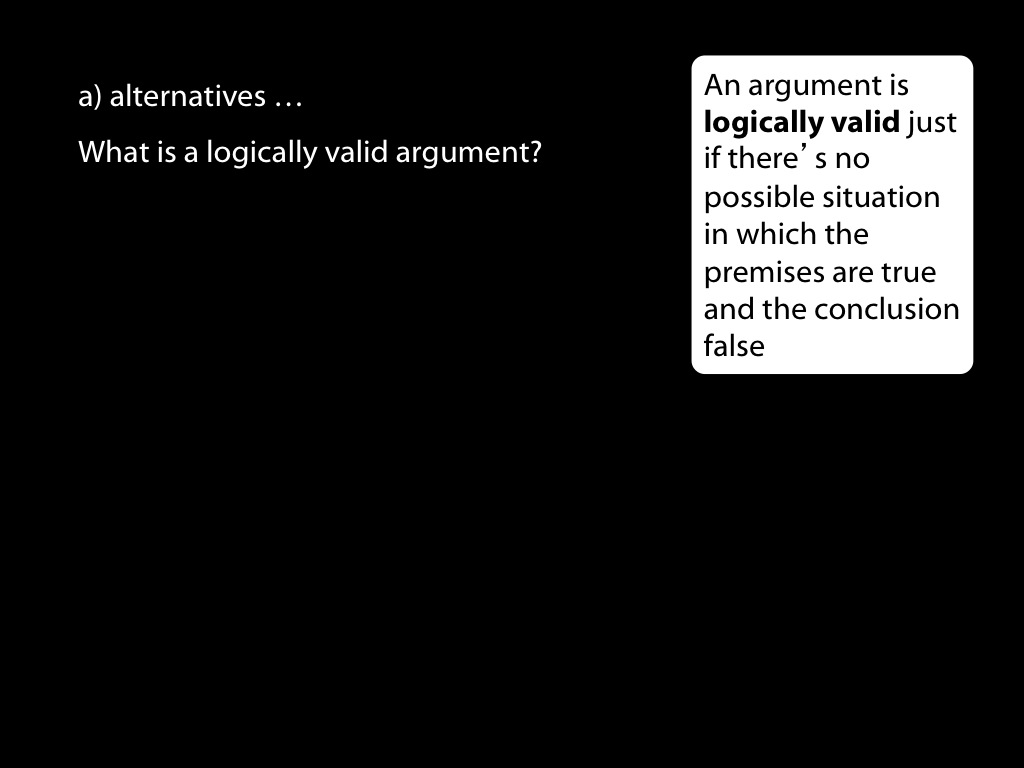 a) alternatives …
What is a logically valid argument?
An argument is
logically valid just
if there’ s no
possible situation
in which the
premises are true
and the conclusion
false